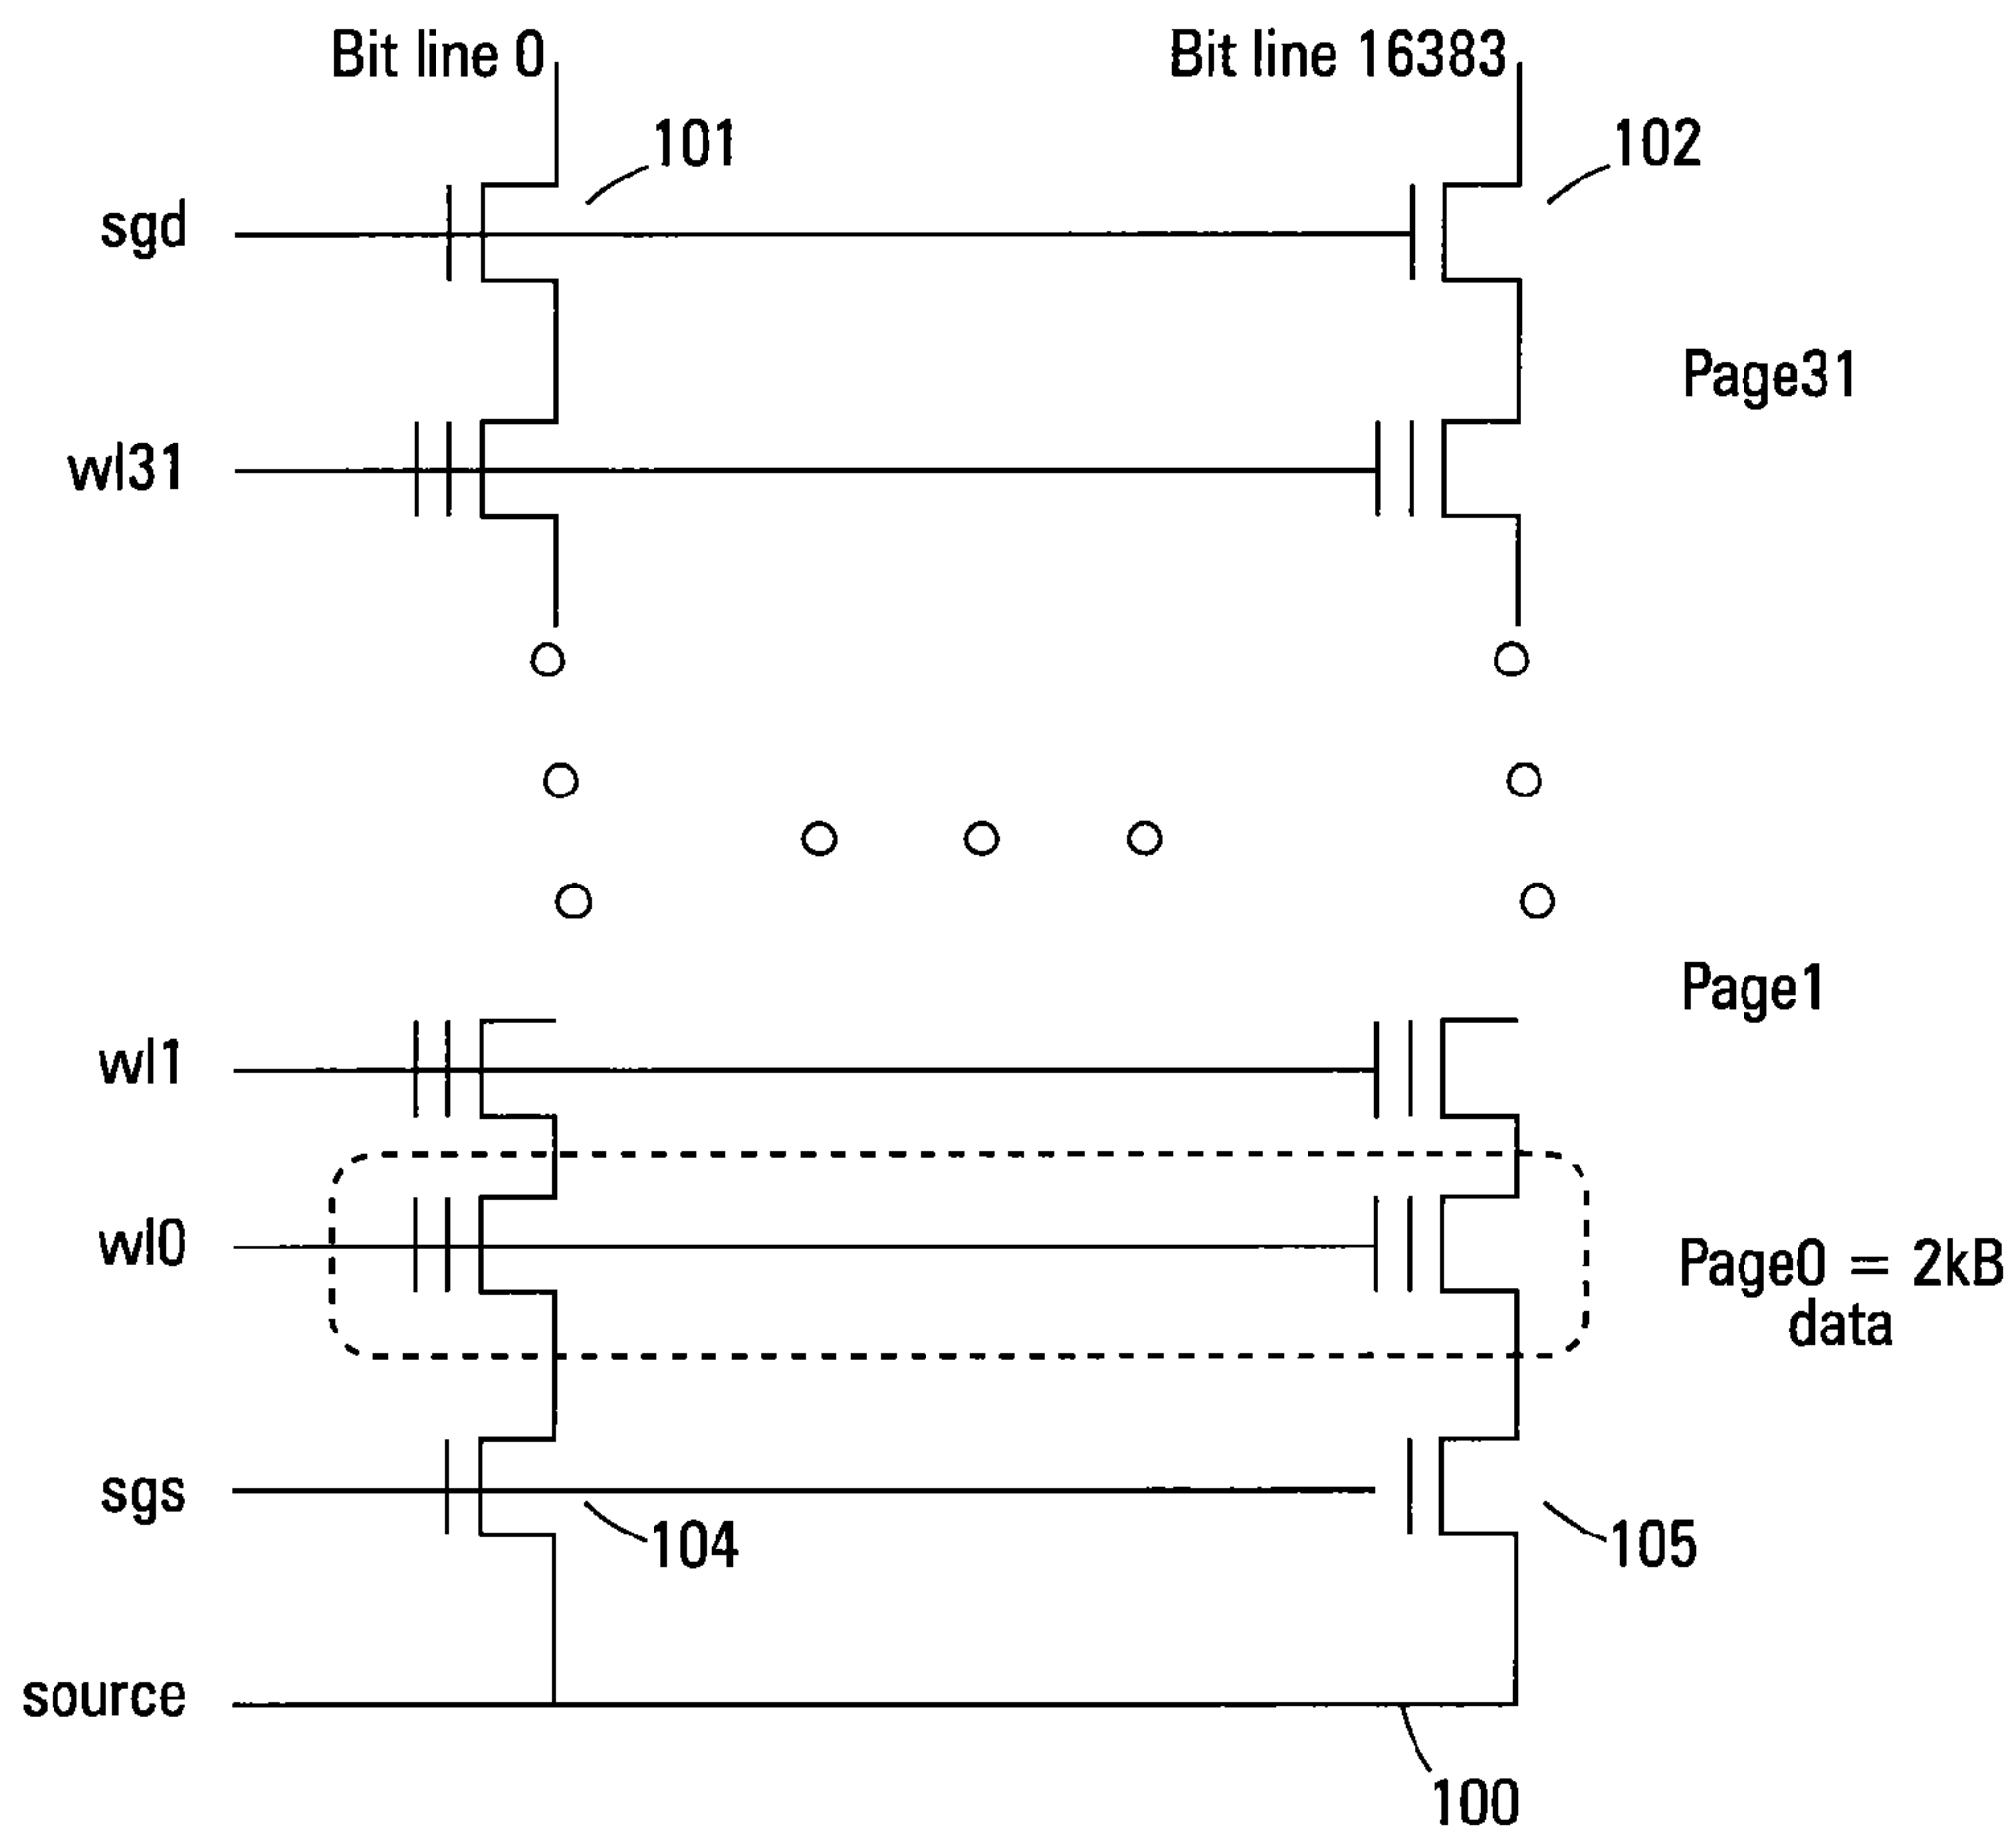 Bit line 0
Bit line 16383
101
102
sgd
Page31
wl31
Page1
wl1
wl0
Page0 = 2kB
data
sgs
104
105
source
100